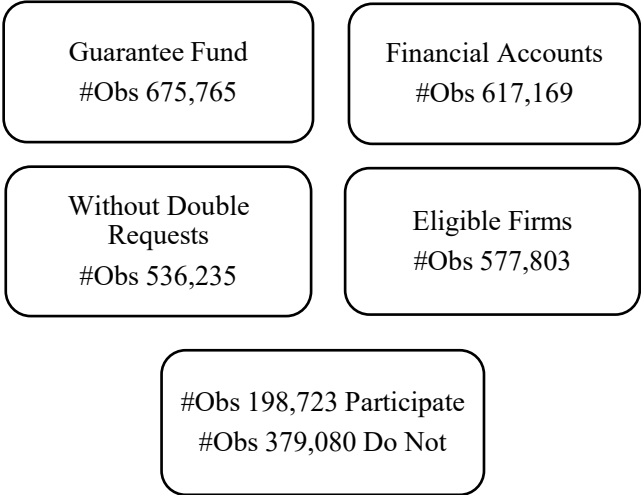 Guarantee Fund
#Obs 675,765
Financial Accounts
#Obs 617,169
Without Double
Requests
#Obs 536,235
Eligible Firms
#Obs 577,803
#Obs 198,723 Participate
#Obs 379,080 Do Not